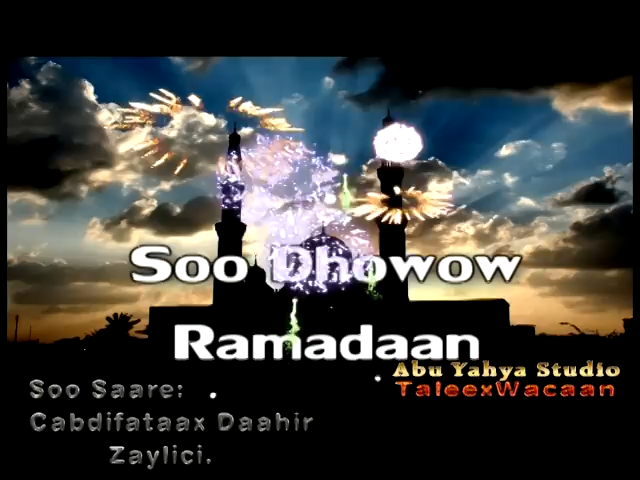 Soo Dhowow
Ramadaan
Abu Yahya Studio
TaleexWacaan
Soo Saare:
Cabdifataax Daahir
Zaylici.